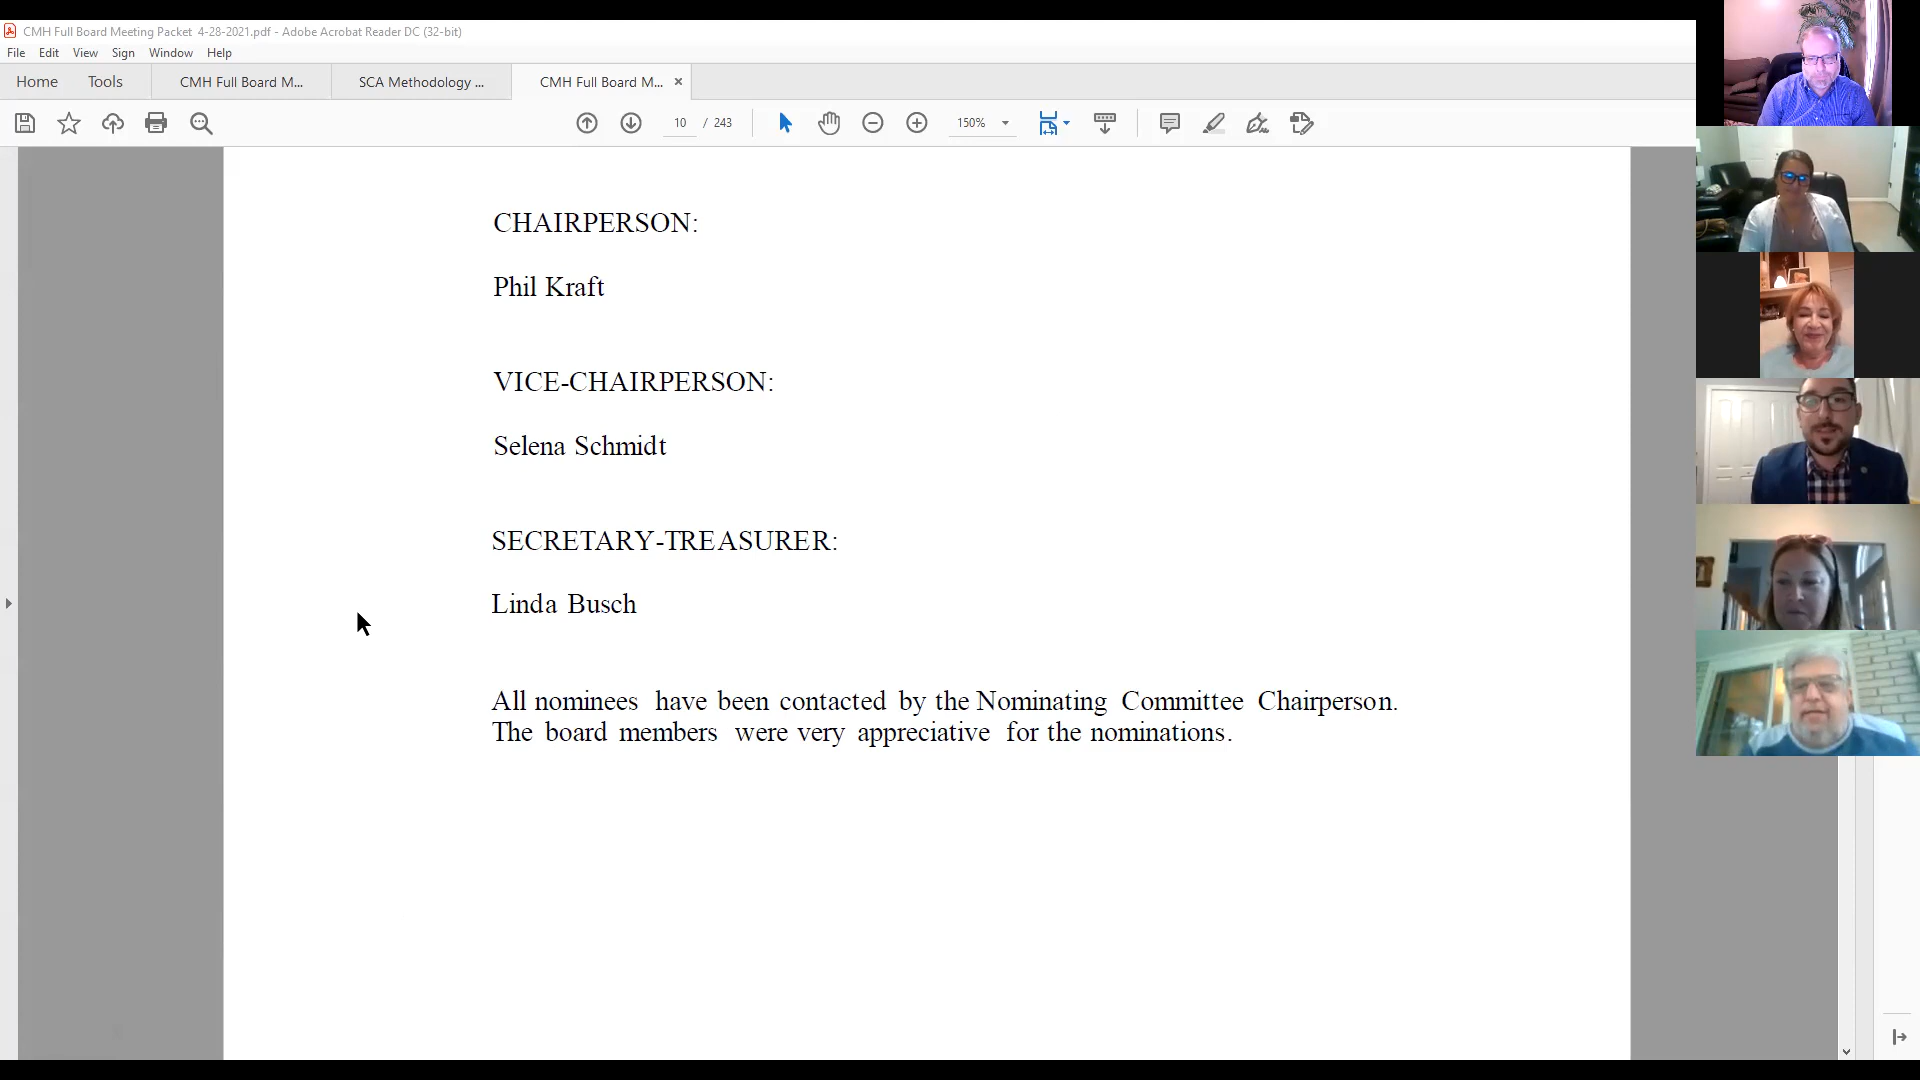 CMH Full Board Meeting Packet 4-28-2021.pdf - Adobe Acrobat Reader DC (32-bit)
File Edit View Sign Window Help
Home Tools CMH Full Board M... SCA Methodology ... CMH Full Board M... ×
10 / 243 150%
CHAIRPERSON:
Phil Kraft
VICE-CHAIRPERSON:
Selena Schmidt
SECRETARY-TREASURER:
Linda Busch
All nominees have been contacted by the Nominating Committee Chairperson.
The board members were very appreciative for the nominations.